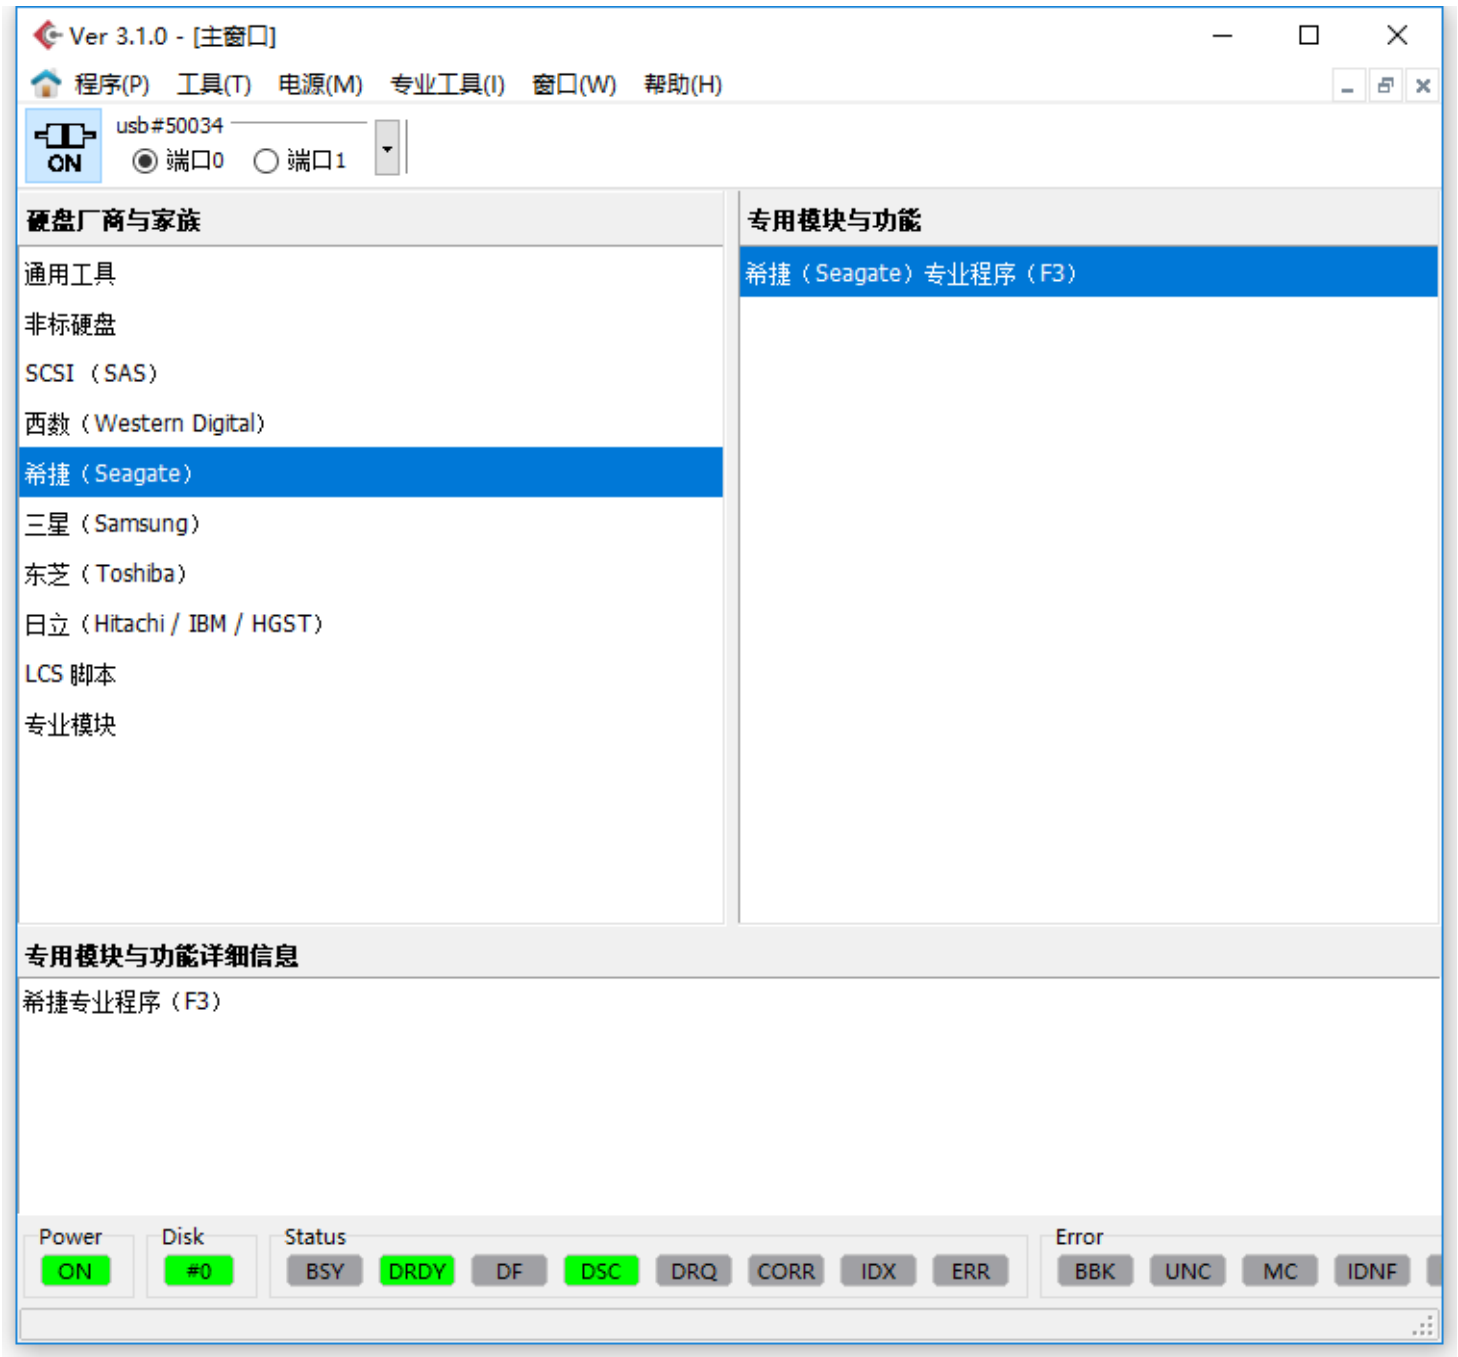 Ver 3.1.0 - [主窗口]
程序(P) 工具(T) 电源(M) 专业工具(I) 窗口(W) 帮助(H)
usb#50034
ON 端口0 端口1
硬盘厂商与家族 专用模块与功能
通用工具 希捷（Seagate）专业程序（F3）
非标硬盘
SCSI （SAS）
西数（Western Digital）
希捷（Seagate）
三星（Samsung）
东芝（Toshiba）
日立（Hitachi / IBM / HGST）
LCS 脚本
专业模块
专用模块与功能详细信息
希捷专业程序（F3）
Power Disk Status Error
ON #0 BSY DRDY DF DSC DRQ CORR IDX ERR BBK UNC MC IDNF